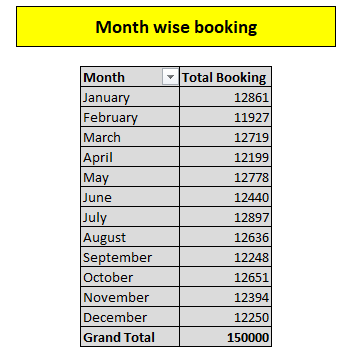 Month wise booking
Month Total Booking
January 12861
February 11927
March 12719
April 12199
May 12778
June 12440
July 12897
August 12636
September 12248
October 12651
November 12394
December 12250
Grand Total 150000